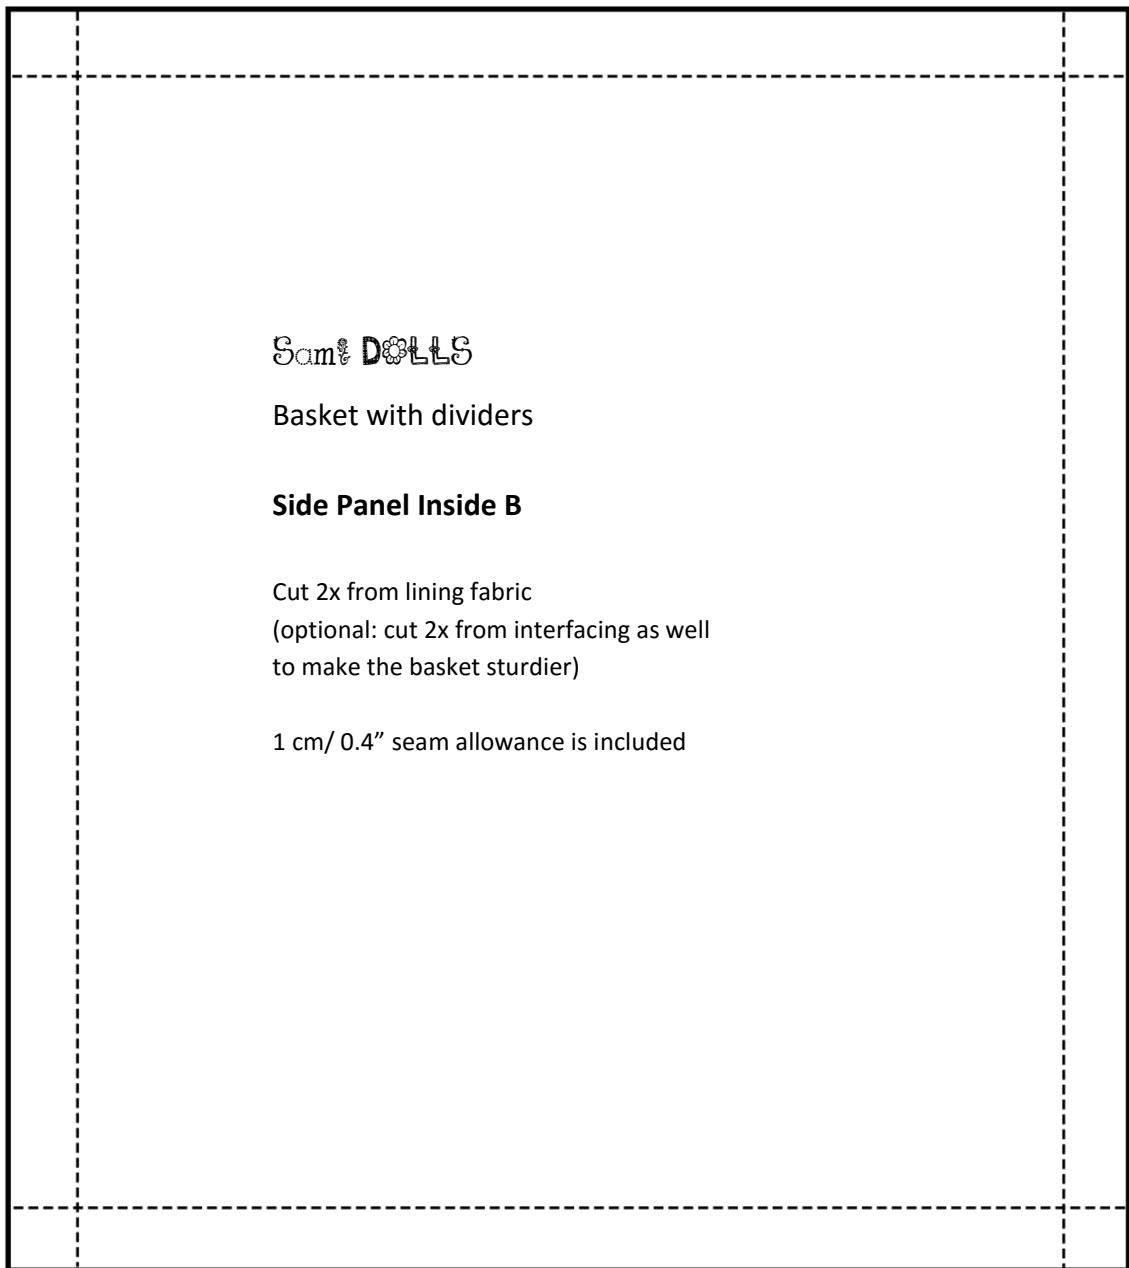 Sami DOLLS
Basket with dividers
Side Panel Inside B
Cut 2x from lining fabric
(optional: cut 2x from interfacing as well
to make the basket sturdier)
1 cm/ 0.4” seam allowance is included